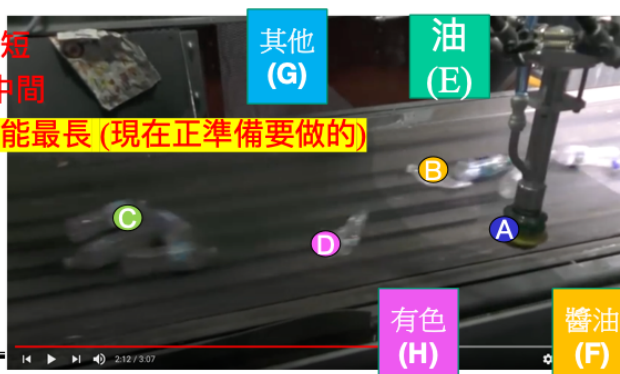 短
中間
能最長 (現在正準備要做的)
其他
(G)
油
(E)
B
C
D
A
有色
(H)
醬油
(F)
2:12 / 3:07